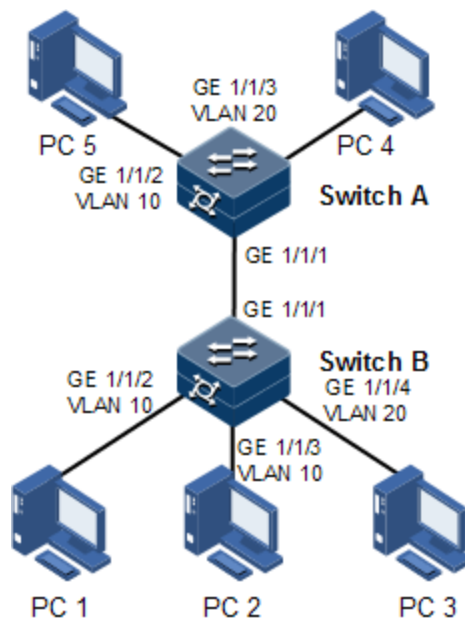 GE 1/1/3
VLAN 20
PC 5
PC 4
GE 1/1/2
VLAN 10
Switch A
GE 1/1/1
GE 1/1/1
Switch B
GE 1/1/2
VLAN 10
GE 1/1/4
VLAN 20
GE 1/1/3
VLAN 10
PC 1
PC 2
PC 3